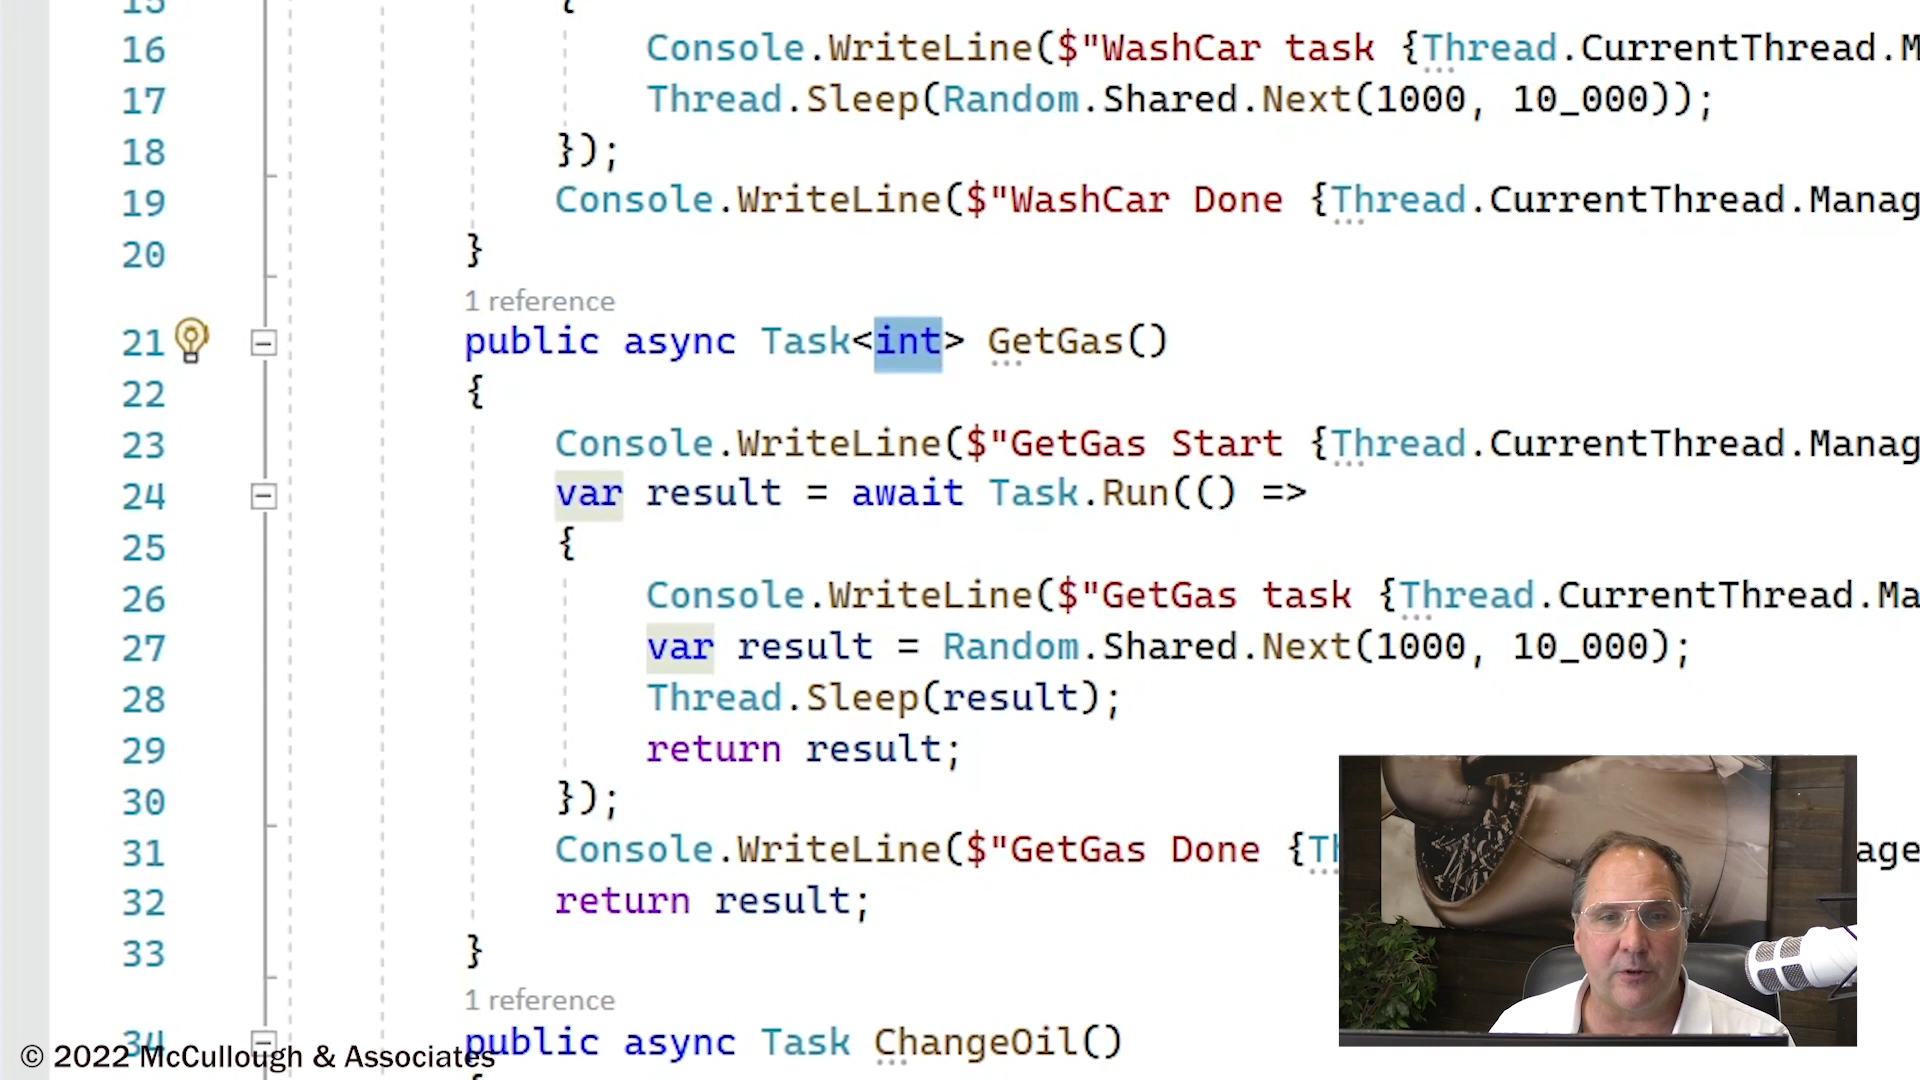 15 {
16 Console.WriteLine($"WashCar task {Thread.CurrentThread.M
17 Thread.Sleep(Random.Shared.Next(1000, 10_000));
18 });
19 Console.WriteLine($"WashCar Done {Thread.CurrentThread.Manag
20 }
1 reference
21 public async Task<int> GetGas()
22 {
23 Console.WriteLine($"GetGas Start {Thread.CurrentThread.Manag
24 var result = await Task.Run(() =>
25 {
26 Console.WriteLine($"GetGas task {Thread.CurrentThread.Ma
27 var result = Random.Shared.Next(1000, 10_000);
28 Thread.Sleep(result);
29 return result;
30 });
31 Console.WriteLine($"GetGas Done {Th age
32 return result;
33 }
1 reference
34 public async Task ChangeOil()
© 2022 McCullough & Associates